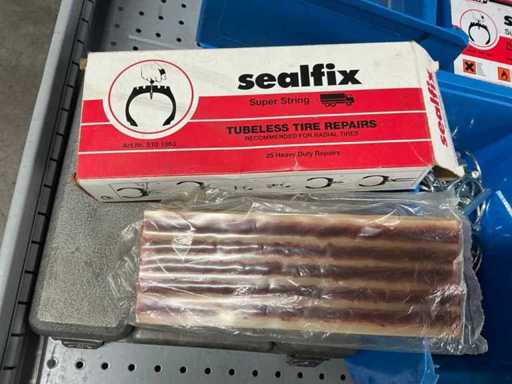 sealfix
Super String
TUBELESS TIRE REPAIRS
RECOMMENDED FOR RADIAL TIRES
25 Heavy Duty Repairs
sealfix